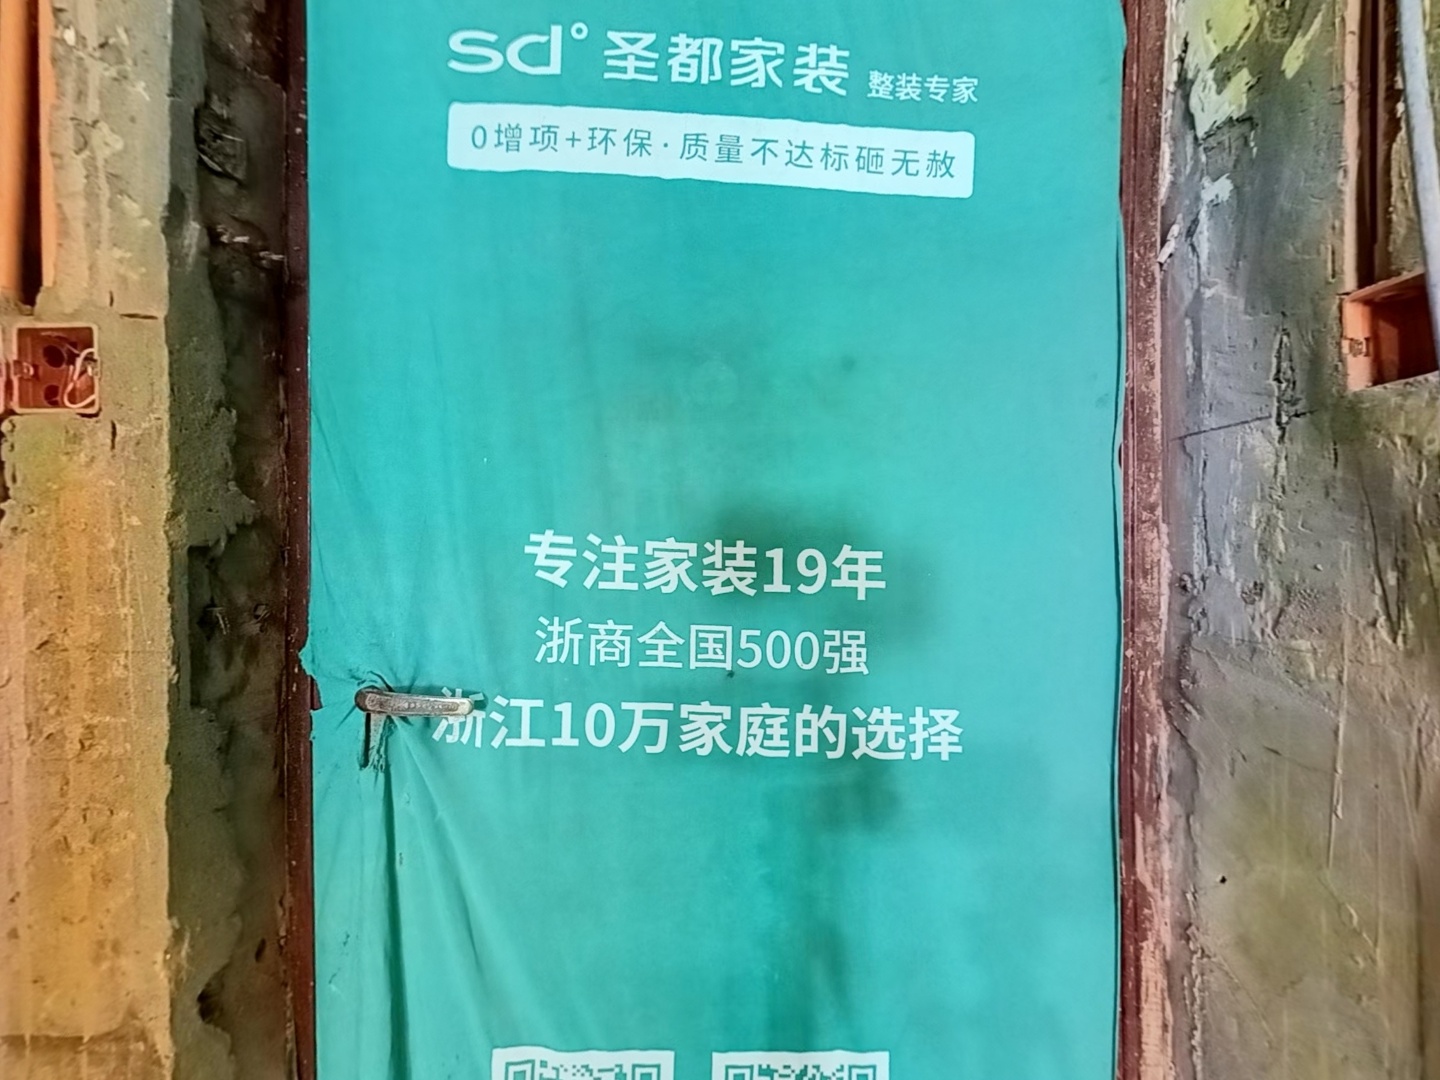 sd° 圣都家装 整装专家
0增项+环保·质量不达标砸无赦
专注家装19年
浙商全国500强
浙江10万家庭的选择